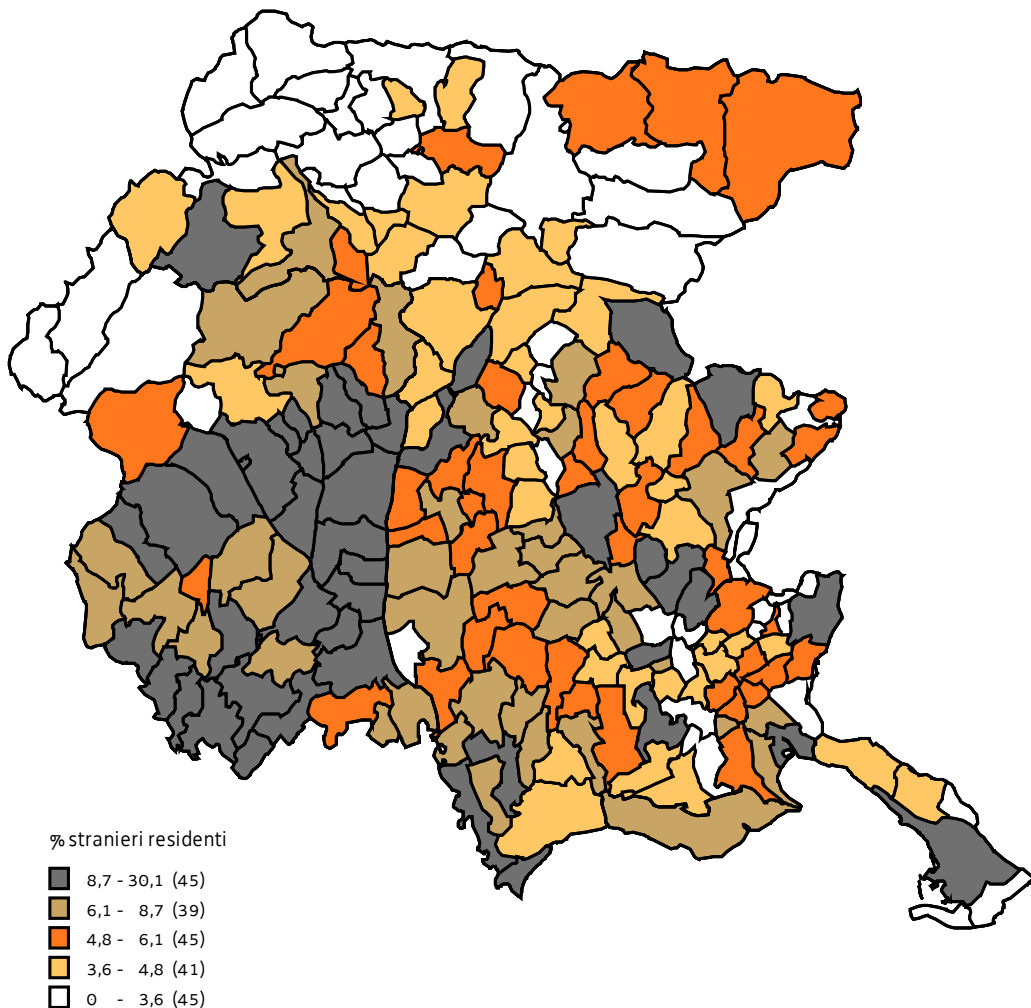 % stranieri residenti
8,7 - 30,1 (45)
6,1 - 8,7 (39)
4,8 - 6,1 (45)
3,6 - 4,8 (41)
0 - 3,6 (45)